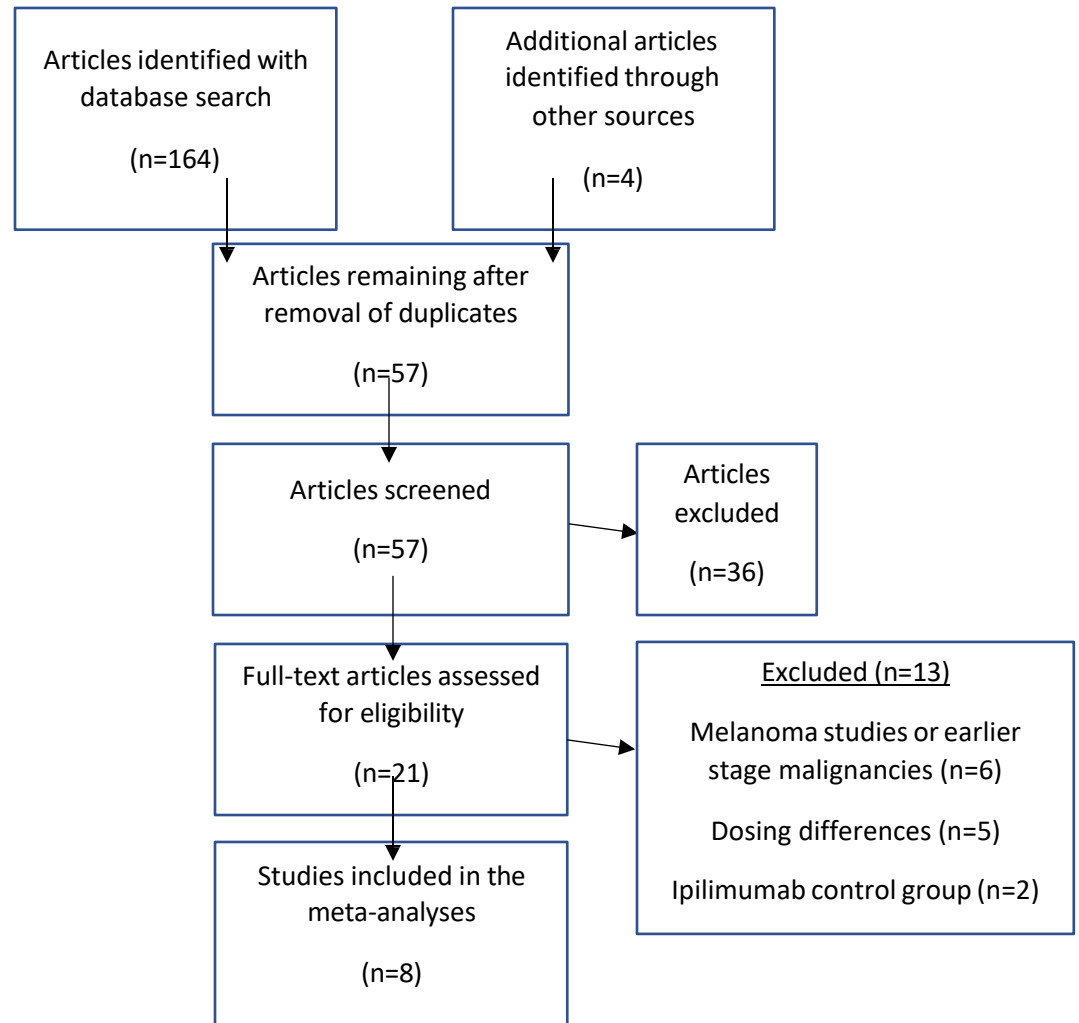 Articles identified with
database search
(n=164)
Additional articles
identified through
other sources
(n=4)
Articles remaining after
removal of duplicates
(n=57)
Articles screened
(n=57)
Articles
excluded
(n=36)
Full-text articles assessed
for eligibility
(n=21)
Excluded (n=13)
Melanoma studies or earlier
stage malignancies (n=6)
Dosing differences (n=5)
Ipilimumab control group (n=2)
Studies included in the
meta-analyses
(n=8)